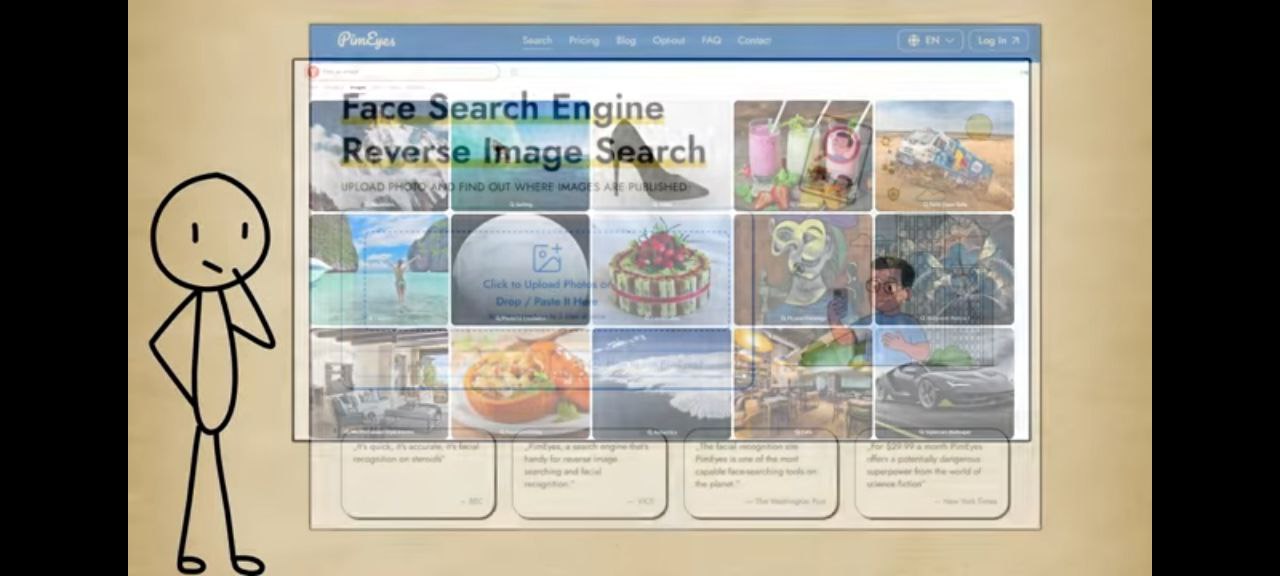 PimEyes
Search Pricing Blog Opt-out FAQ Contact
EN
Log In
Face Search Engine
Reverse Image Search
UPLOAD PHOTO AND FIND OUT WHERE IMAGES ARE PUBLISHED
Click to Upload Photos or
Drop / Paste It Here
„It's quick, it's accurate, it's facial
recognition on steroids"
— BBC
„PimEyes, a search engine that's
handy for reverse image
searching and facial
recognition."
— VICE
„The facial recognition site
PimEyes is one of the most
capable face-searching tools on
the planet."
— The Washington Post
„For $29.99 a month PimEyes
offers a potentially dangerous
superpower from the world of
science fiction"
— New York Times